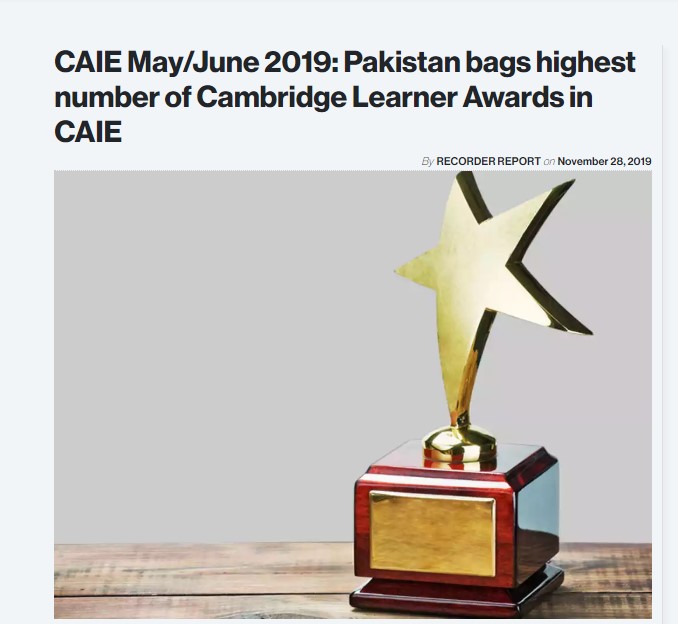 CAIE May/June 2019: Pakistan bags highest
number of Cambridge Learner Awards in
CAIE
By RECORDER REPORT on November 28, 2019